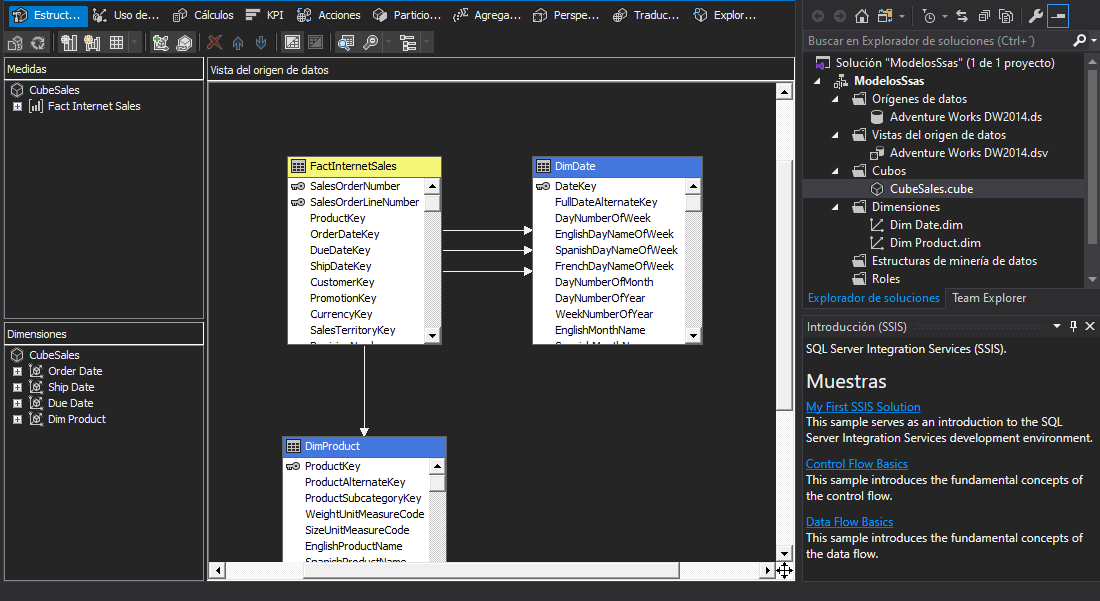 Estruct...
Uso de...
Cálculos
KPI
Acciones
Particio...
Agrega...
Perspe...
Traduc...
Explor...
Medidas
CubeSales
Fact Internet Sales
Dimensiones
CubeSales
Order Date
Ship Date
Due Date
Dim Product
Vista del origen de datos
FactInternetSales
SalesOrderNumber
SalesOrderLineNumber
ProductKey
OrderDateKey
DueDateKey
ShipDateKey
CustomerKey
PromotionKey
CurrencyKey
SalesTerritoryKey
DimDate
DateKey
FullDateAlternateKey
DayNumberOfWeek
EnglishDayNameOfWeek
SpanishDayNameOfWeek
FrenchDayNameOfWeek
DayNumberOfMonth
DayNumberOfYear
WeekNumberOfYear
EnglishMonthName
DimProduct
ProductKey
ProductAlternateKey
ProductSubcategoryKey
WeightUnitMeasureCode
SizeUnitMeasureCode
EnglishProductName
SpanishProductName
Buscar en Explorador de soluciones (Ctrl+´)
Solución "ModelosSsas" (1 de 1 proyecto)
ModelosSsas
Orígenes de datos
Adventure Works DW2014.ds
Vistas del origen de datos
Adventure Works DW2014.dsv
Cubos
CubeSales.cube
Dimensiones
Dim Date.dim
Dim Product.dim
Estructuras de minería de datos
Roles
Explorador de soluciones
Team Explorer
Introducción (SSIS)
SQL Server Integration Services (SSIS).
Muestras
My First SSIS Solution
This sample serves as an introduction to the SQL
Server Integration Services development environment.
Control Flow Basics
This sample introduces the fundamental concepts of
the control flow.
Data Flow Basics
This sample introduces the fundamental concepts of
the data flow.